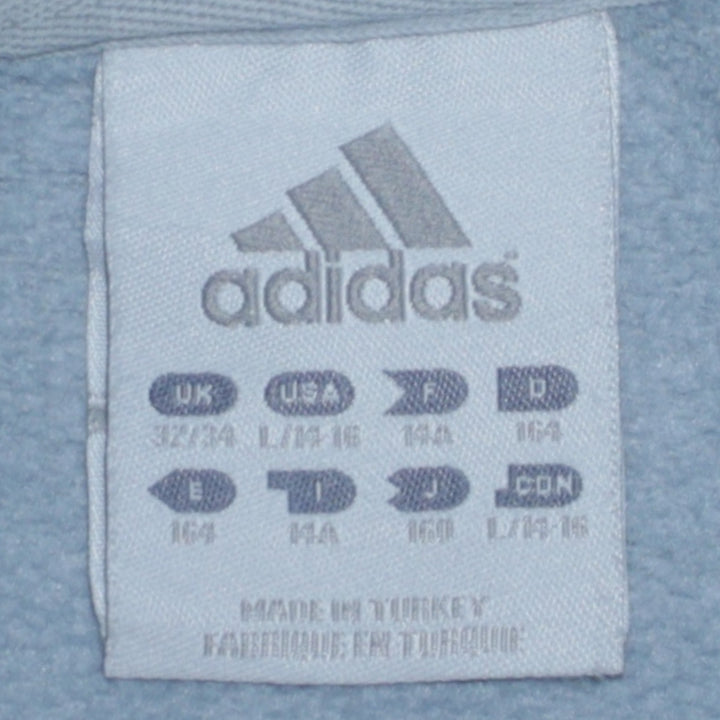 adidas
UK USA F D
32/34 L/14-16 14A 164
E I J CDN
164 14A 160 L/14-16
MADE IN TURKEY
FABRIQUE EN TURQUIE